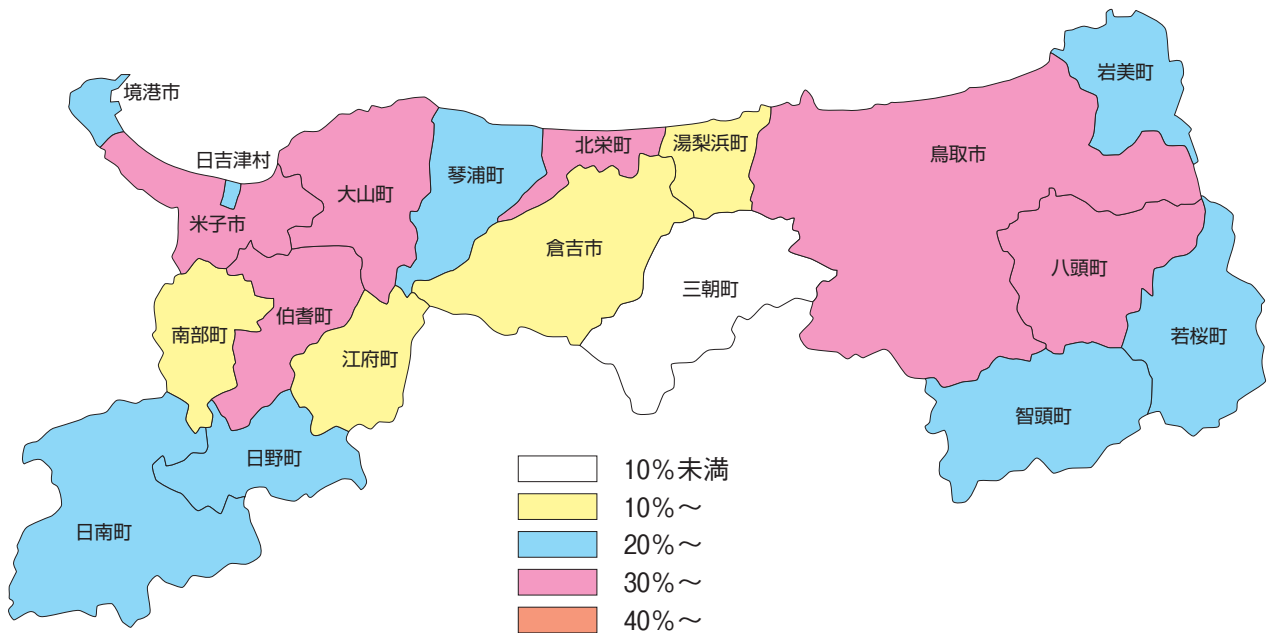 岩美町
境港市
日吉津村
北栄町
湯梨浜町
鳥取市
大山町
琴浦町
米子市
倉吉市
八頭町
三朝町
伯耆町
南部町
若桜町
江府町
智頭町
日野町
日南町
10%未満
10%～
20%～
30%～
40%～